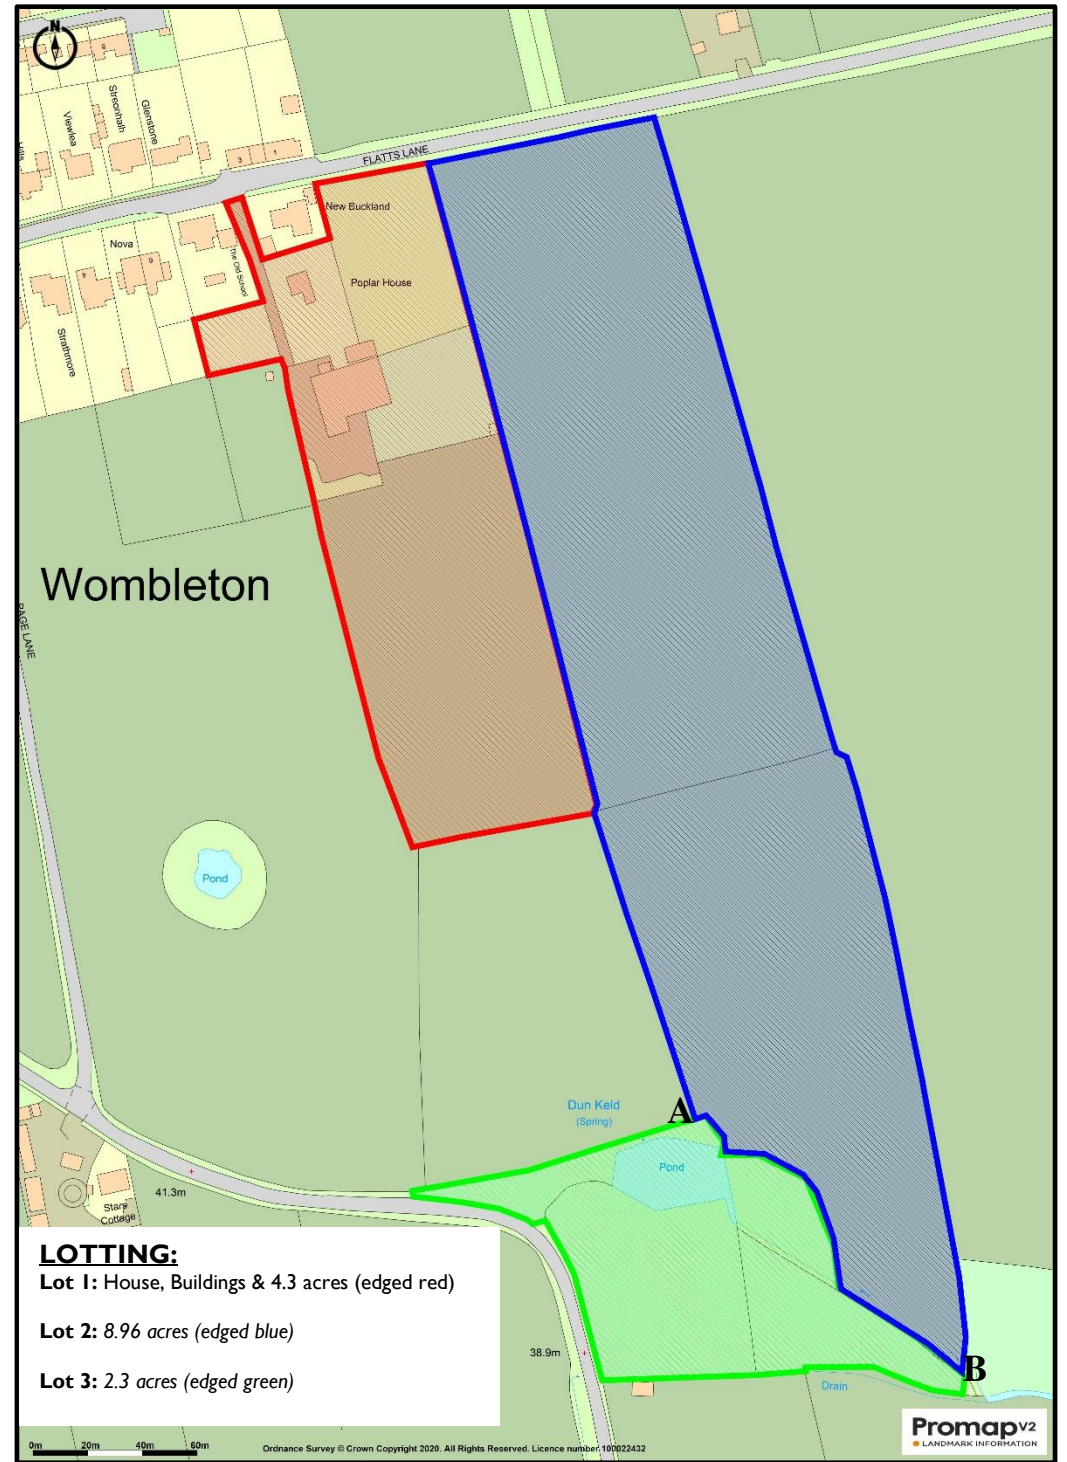 N
8
Viewlea
Streonhalh
Glenstone
3
1
FLATTS LANE
New Buckland
Nova
The Old School
Poplar House
Strathmore
Wombleton
PAGE LANE
Pond
Dun Keld
(Spring)
A
Pond
41.3m
Stars
Cottage
38.9m
B
Drain
LOTTING:
Lot 1: House, Buildings & 4.3 acres (edged red)
Lot 2: 8.96 acres (edged blue)
Lot 3: 2.3 acres (edged green)
0m 20m 40m 60m
Ordnance Survey © Crown Copyright 2020. All Rights Reserved. Licence number 100022432
Promap V2
LANDMARK INFORMATION